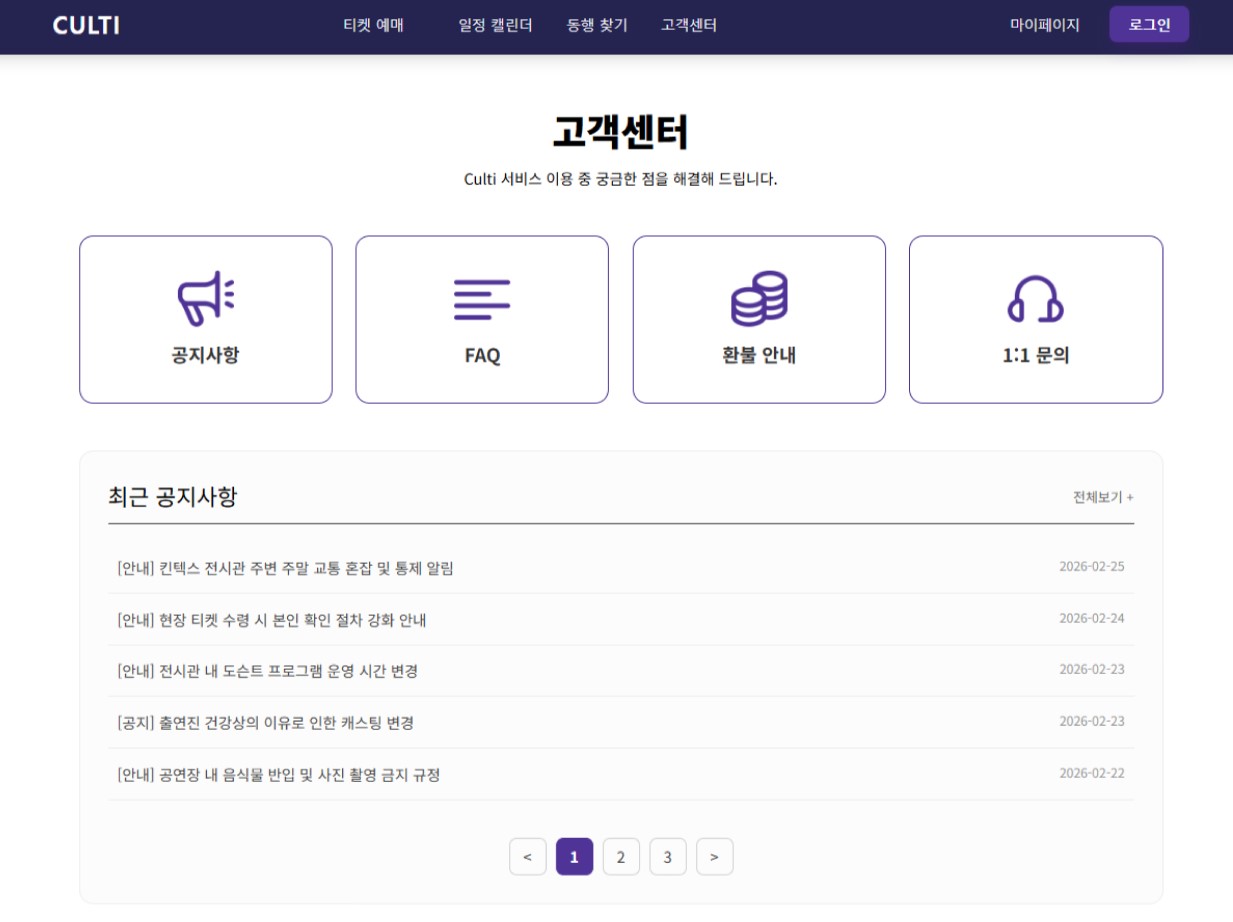 CULTI 티켓 예매 일정 캘린더 동행 찾기 고객센터 마이페이지 로그인
고객센터
Culti 서비스 이용 중 궁금한 점을 해결해 드립니다.
공지사항 FAQ 환불 안내 1:1 문의
최근 공지사항 전체보기 +
[안내] 킨텍스 전시관 주변 주말 교통 혼잡 및 통제 알림 2026-02-25
[안내] 현장 티켓 수령 시 본인 확인 절차 강화 안내 2026-02-24
[안내] 전시관 내 도슨트 프로그램 운영 시간 변경 2026-02-23
[공지] 출연진 건강상의 이유로 인한 캐스팅 변경 2026-02-23
[안내] 공연장 내 음식물 반입 및 사진 촬영 금지 규정 2026-02-22
< 1 2 3 >